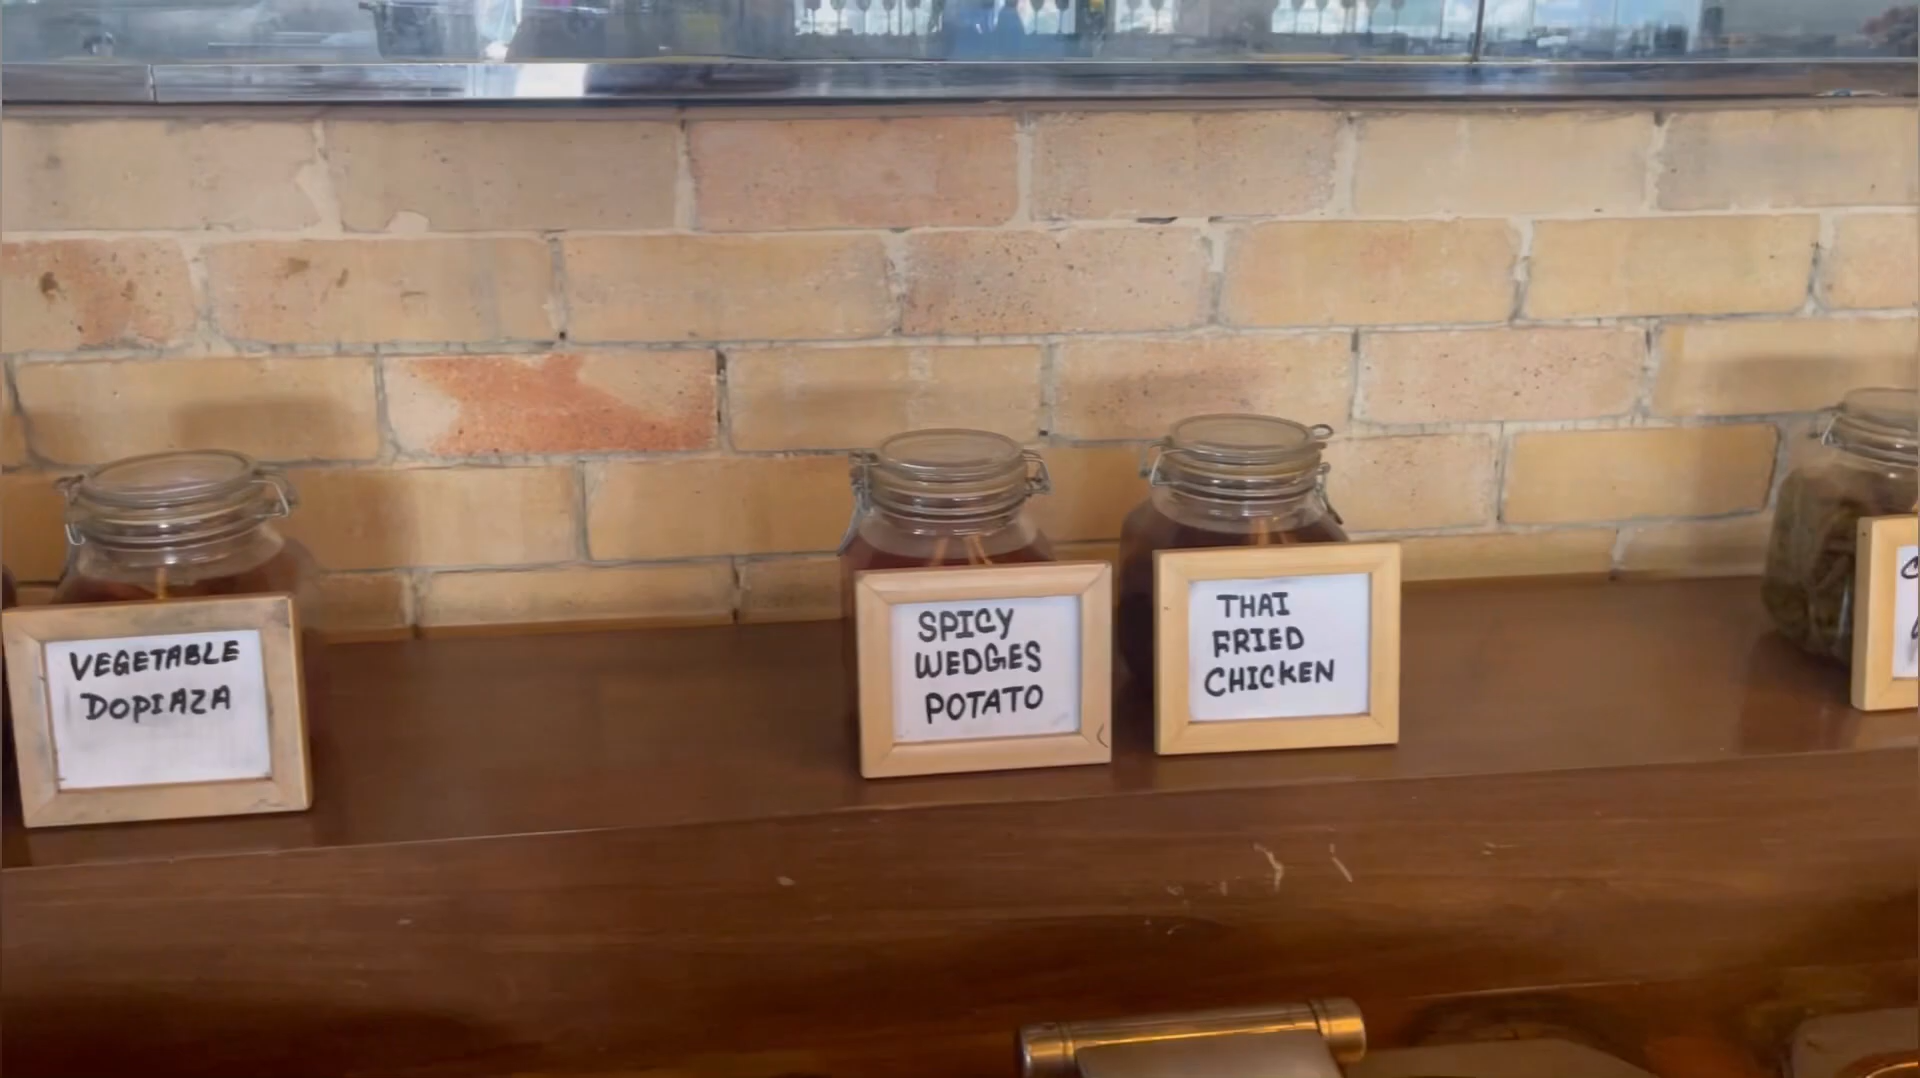 VEGETABLE
DOPIAZA
SPICY
WEDGES
POTATO
THAI
FRIED
CHICKEN